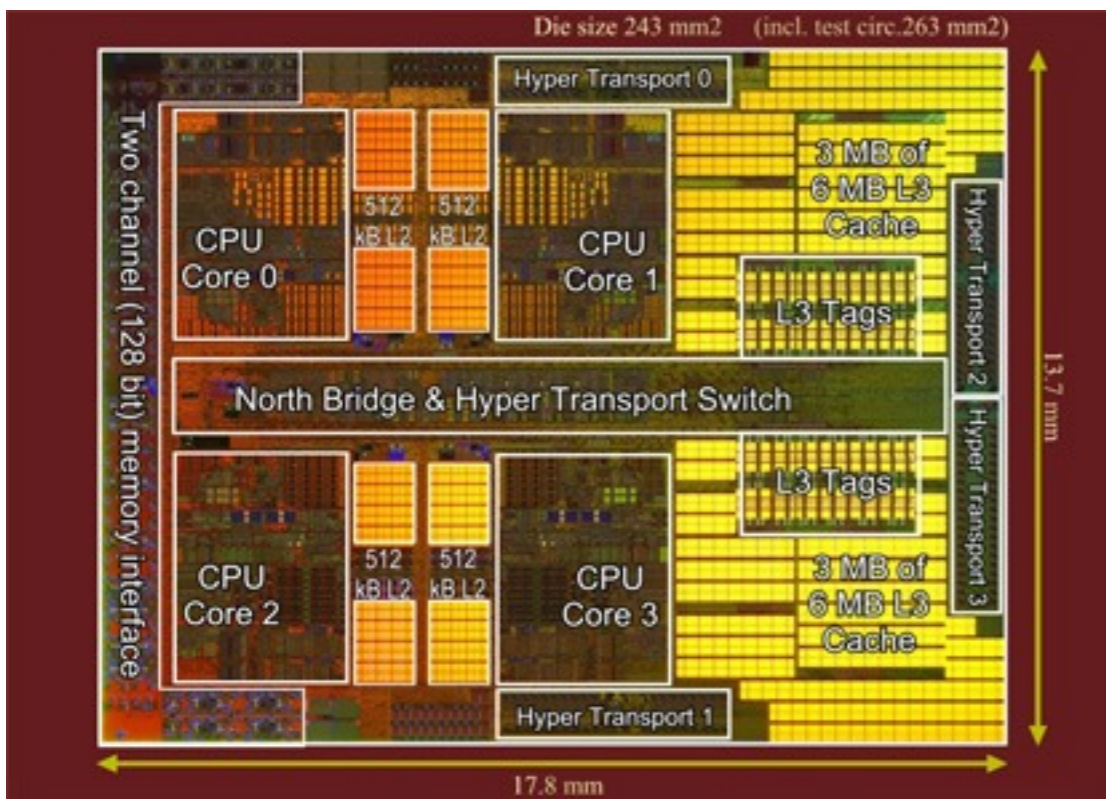 Die size 243 mm2 (incl. test circ.263 mm2)
Hyper Transport 0
Two channel (128 bit) memory interface
CPU
Core 0
512
kB L2
512
kB L2
CPU
Core 1
3 MB of
6 MB L3
Cache
L3 Tags
Hyper Transport 2
13.7 mm
North Bridge & Hyper Transport Switch
CPU
Core 2
512
kB L2
512
kB L2
CPU
Core 3
L3 Tags
3 MB of
6 MB L3
Cache
Hyper Transport 3
Hyper Transport 1
17.8 mm